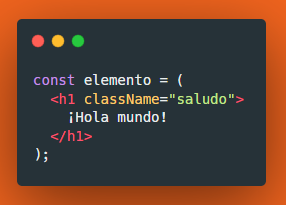 const elemento = (
  <h1 className="saludo">
    ¡Hola mundo!
  </h1>
);